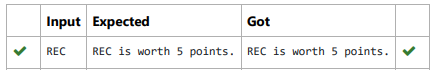 Input Expected Got
REC REC is worth 5 points. REC is worth 5 points.